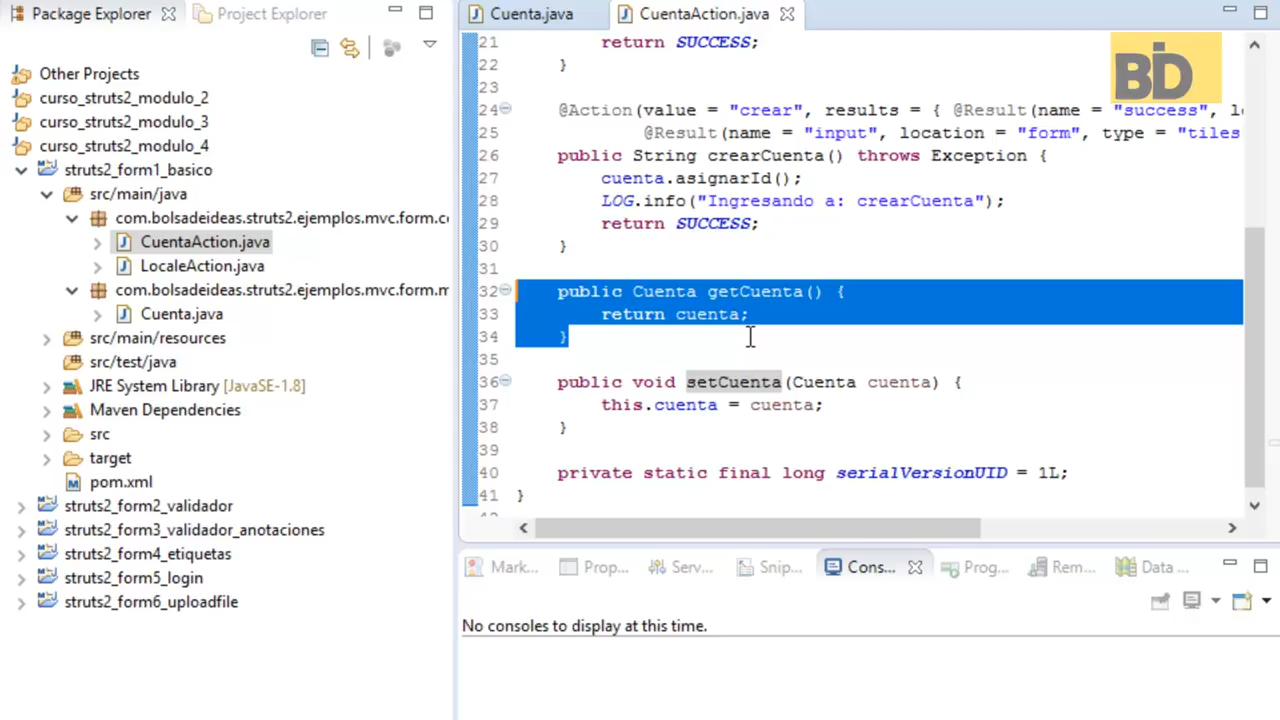 Package Explorer
Project Explorer
Other Projects
curso_struts2_modulo_2
curso_struts2_modulo_3
curso_struts2_modulo_4
struts2_form1_basico
src/main/java
com.bolsadeideas.struts2.ejemplos.mvc.form.c
CuentaAction.java
LocaleAction.java
com.bolsadeideas.struts2.ejemplos.mvc.form.m
Cuenta.java
src/main/resources
src/test/java
JRE System Library [JavaSE-1.8]
Maven Dependencies
src
target
pom.xml
struts2_form2_validador
struts2_form3_validador_anotaciones
struts2_form4_etiquetas
struts2_form5_login
struts2_form6_uploadfile
Cuenta.java
CuentaAction.java
BD
21 return SUCCESS;
22 }
23
24 @Action(value = "crear", results = { @Result(name = "success", l
25 @Result(name = "input", location = "form", type = "tiles
26 public String crearCuenta() throws Exception {
27 cuenta.asignarId();
28 LOG.info("Ingresando a: crearCuenta");
29 return SUCCESS;
30 }
31
32 public Cuenta getCuenta() {
33 return cuenta;
34 }
35
36 public void setCuenta(Cuenta cuenta) {
37 this.cuenta = cuenta;
38 }
39
40 private static final long serialVersionUID = 1L;
41 }
Mark... Prop... Serv... Snip... Cons... Prog... Rem... Data ...
No consoles to display at this time.